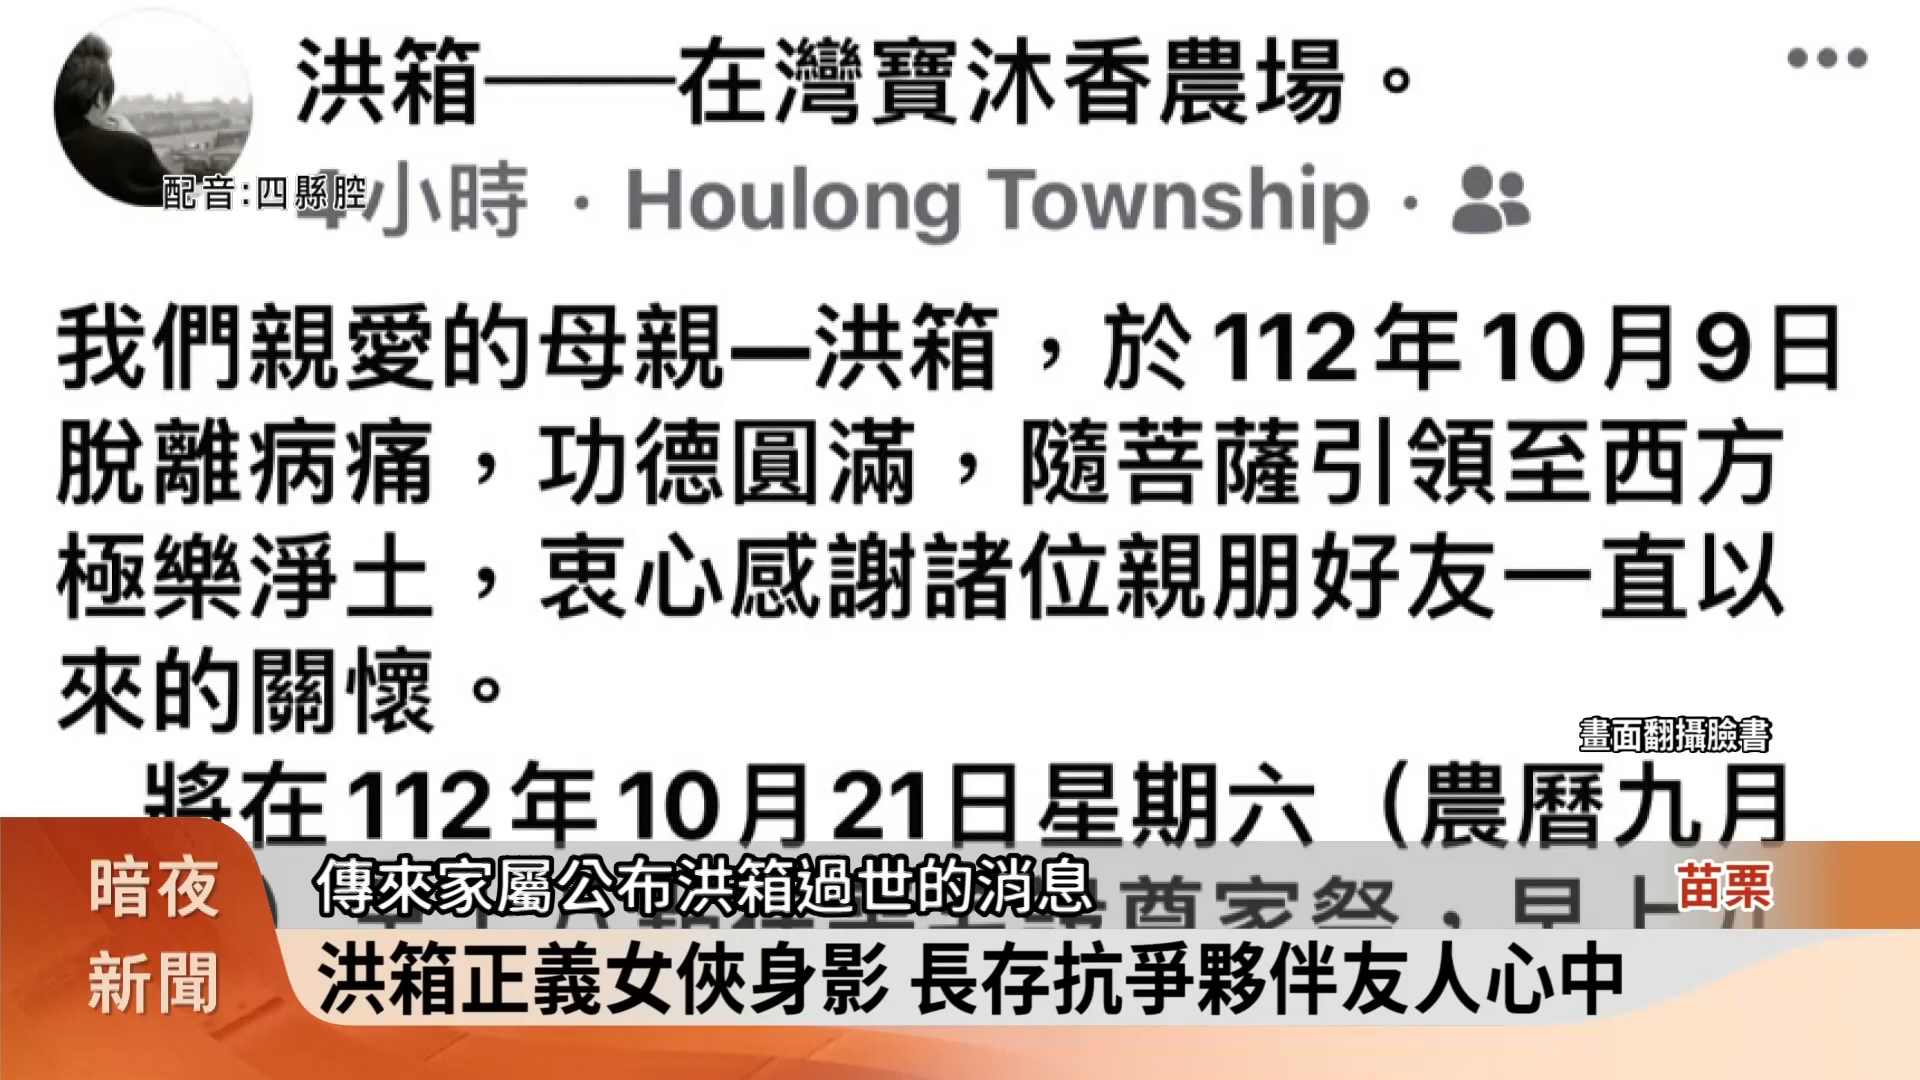 洪箱——在灣寶沐香農場。
配音:四縣腔
4小時 · Houlong Township ·
我們親愛的母親—洪箱，於112年10月9日
脫離病痛，功德圓滿，隨菩薩引領至西方
極樂淨土，衷心感謝諸位親朋好友一直以
來的關懷。
畫面翻攝臉書
將在112年10月21日星期六（農曆九月
傳來家屬公布洪箱過世的消息
苗栗
暗夜
新聞
洪箱正義女俠身影 長存抗爭夥伴友人心中